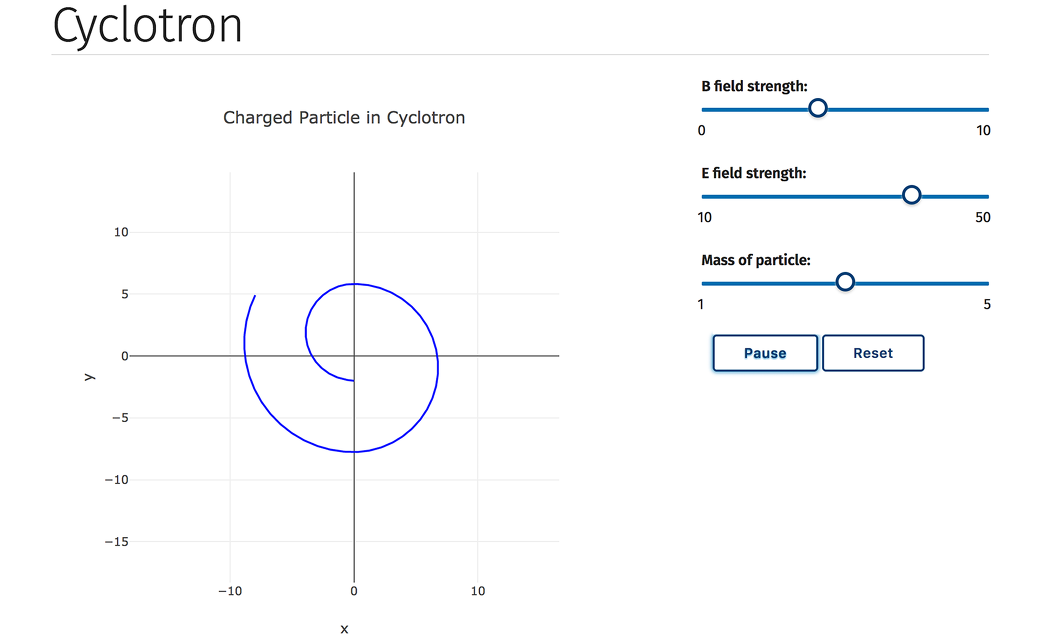 Cyclotron
Charged Particle in Cyclotron
10
5
0
−5
−10
−15
y
−10
0
10
x
B field strength:
0
10
E field strength:
10
50
Mass of particle:
1
5
Pause
Reset